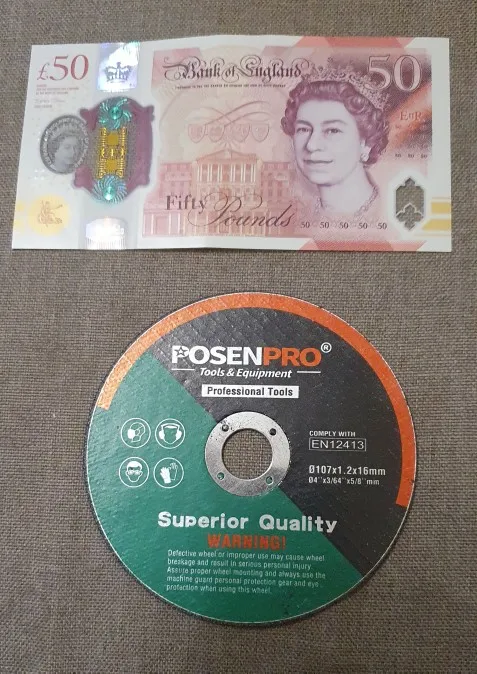 £50
Bank of England
50
EIIR
Fifty
Pounds
50 50 50 50 50
POSENPRO®
Tools & Equipment
Professional Tools
COMPLY WITH
EN12413
Ø107x1.2x16mm
Ø4"x3/64"x5/8" mm
Superior Quality
WARNING!
Defective wheel or improper use may cause wheel
breakage and result in serious personal injury
Assure proper wheel mounting and always use the
machine guard personal protection gear and eye
protection when using this wheel.